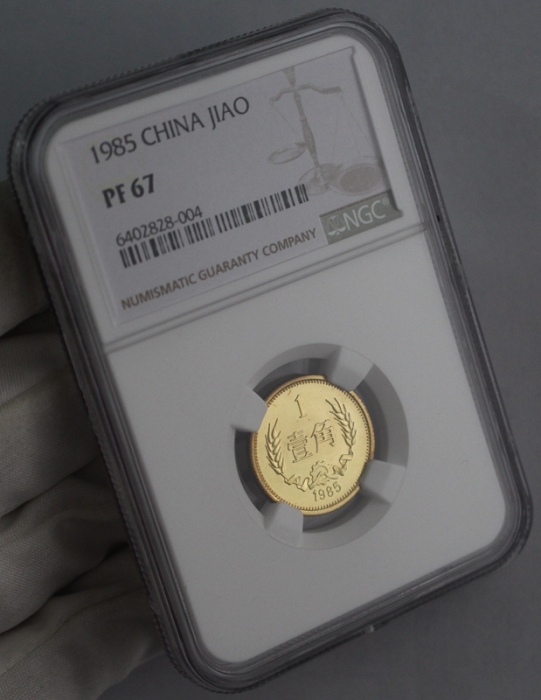 1985 CHINA JIAO
PF 67
6402828-004
NGC
NUMISMATIC GUARANTY COMPANY
1
壹角
1985